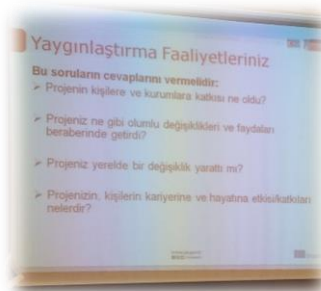 Yaygınlaştırma Faaliyetleriniz
Bu soruların cevaplarını vermelidir:
➤ Projenin kişilere ve kurumlara katkısı ne oldu?
➤ Projeniz ne gibi olumlu değişiklikleri ve faydaları
beraberinde getirdi?
➤ Projeniz yerelde bir değişiklik yarattı mı?
➤ Projenizin, kişilerin kariyerine ve hayatına etkisi/katkıları
nelerdir?